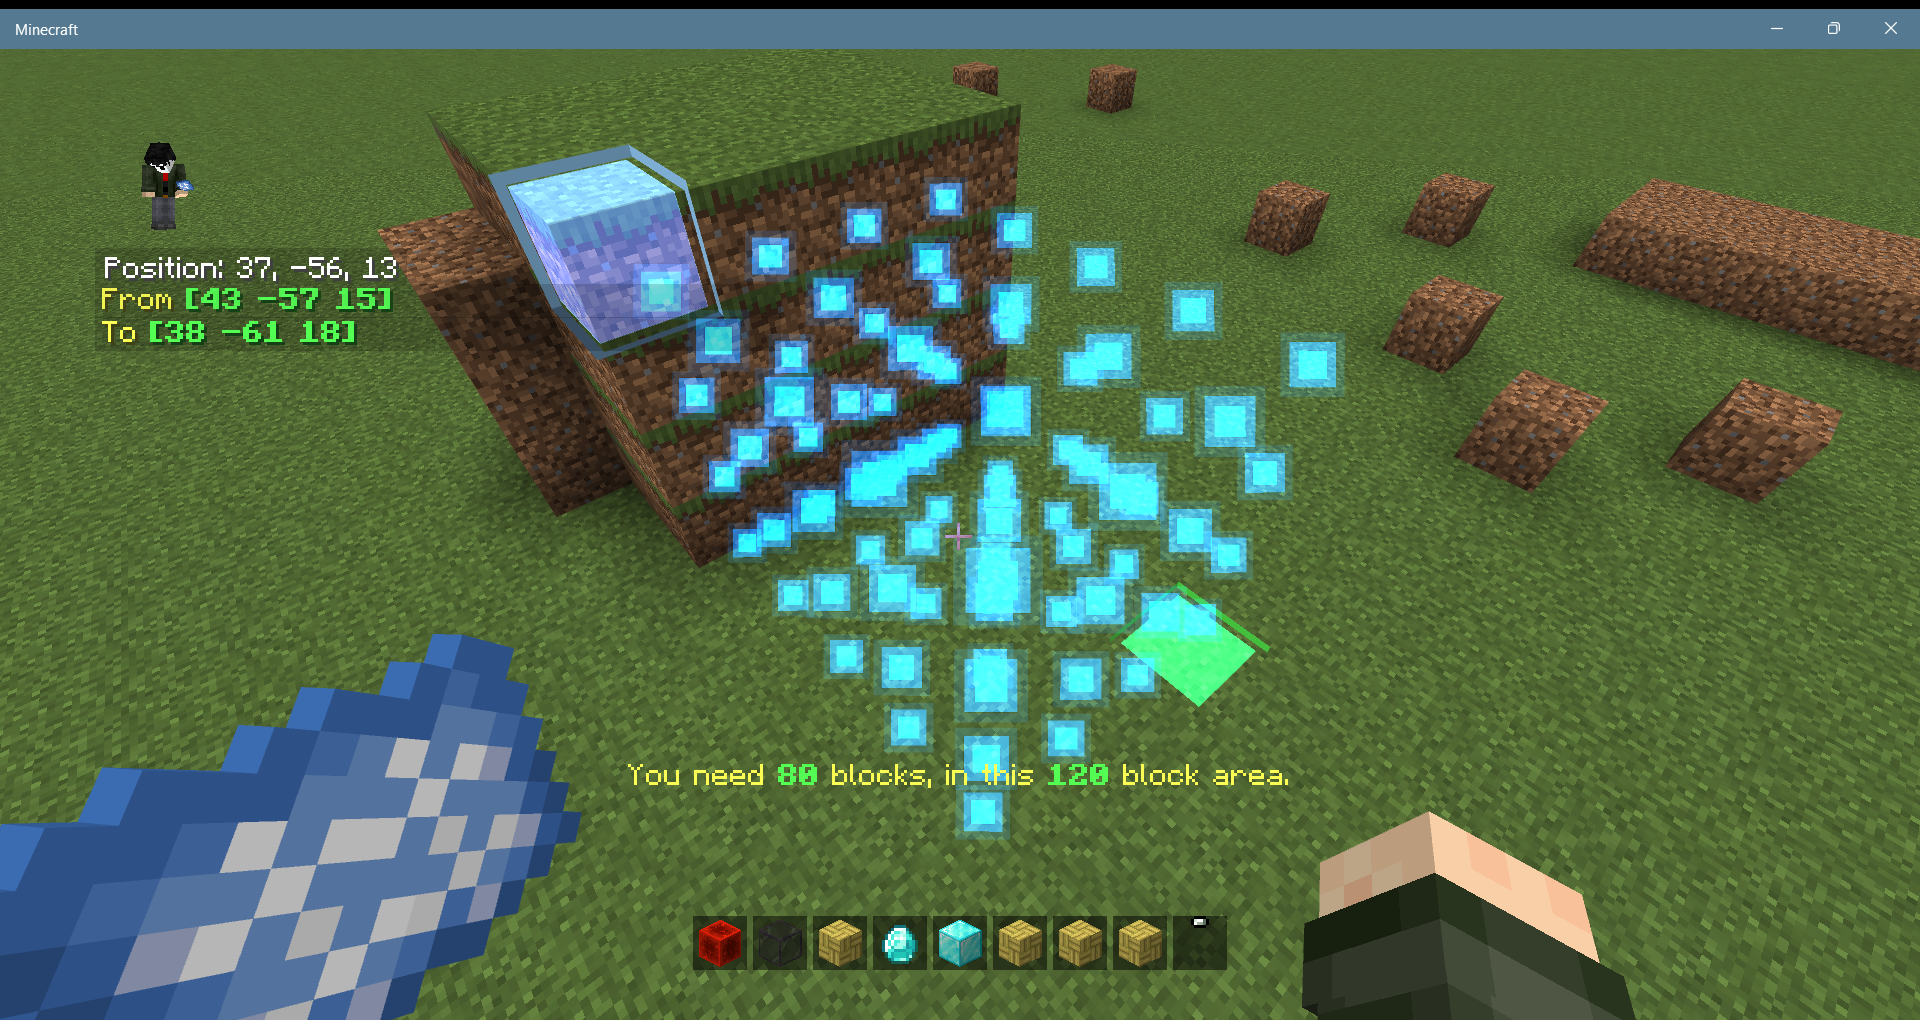 Minecraft
Position: 37, -56, 13
From [43 -57 15]
To [38 -61 18]
You need 80 blocks, in this 120 block area.